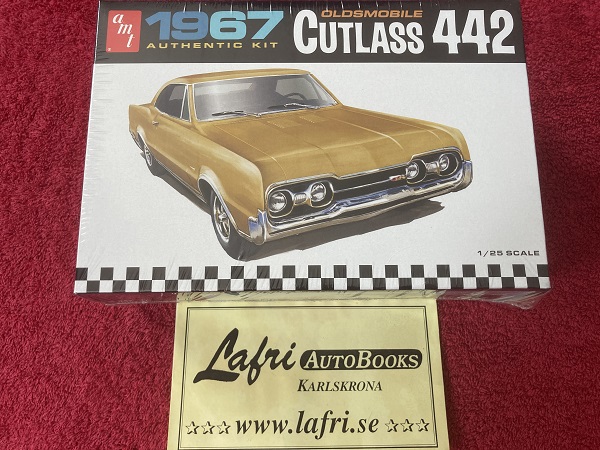 amt
1967
AUTHENTIC KIT
OLDSMOBILE
CUTLASS 442
1/25 SCALE
Lafri AUTOBOOKS
KARLSKRONA
☆☆☆ www.lafri.se ☆☆☆